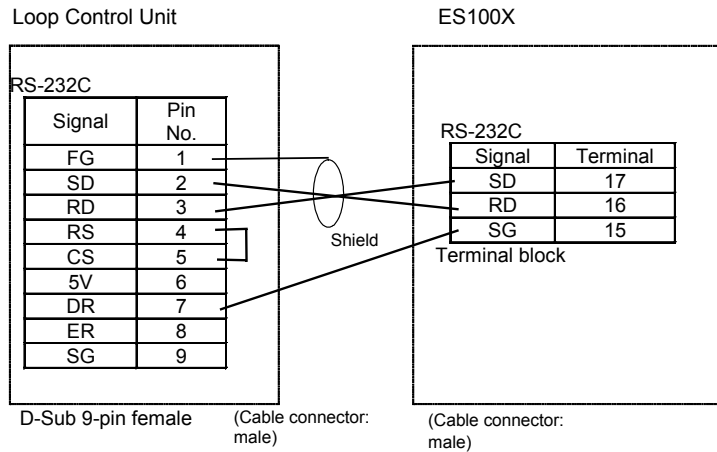 Loop Control Unit
ES100X
RS-232C
Signal Pin No.
FG 1
SD 2
RD 3
RS 4
CS 5
5V 6
DR 7
ER 8
SG 9
Shield
RS-232C
Signal Terminal
SD 17
RD 16
SG 15
Terminal block
D-Sub 9-pin female
(Cable connector:
male)
(Cable connector:
male)